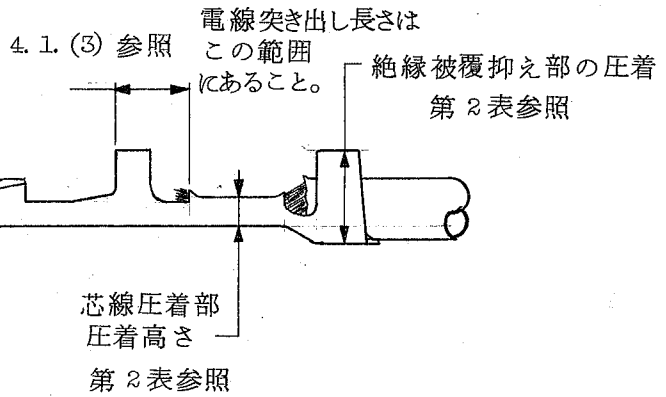 4.1.(3) 参照
電線突き出し長さは
この範囲
にあること。
絶縁被覆抑え部の圧着
第2表参照
芯線圧着部
圧着高さ
第2表参照